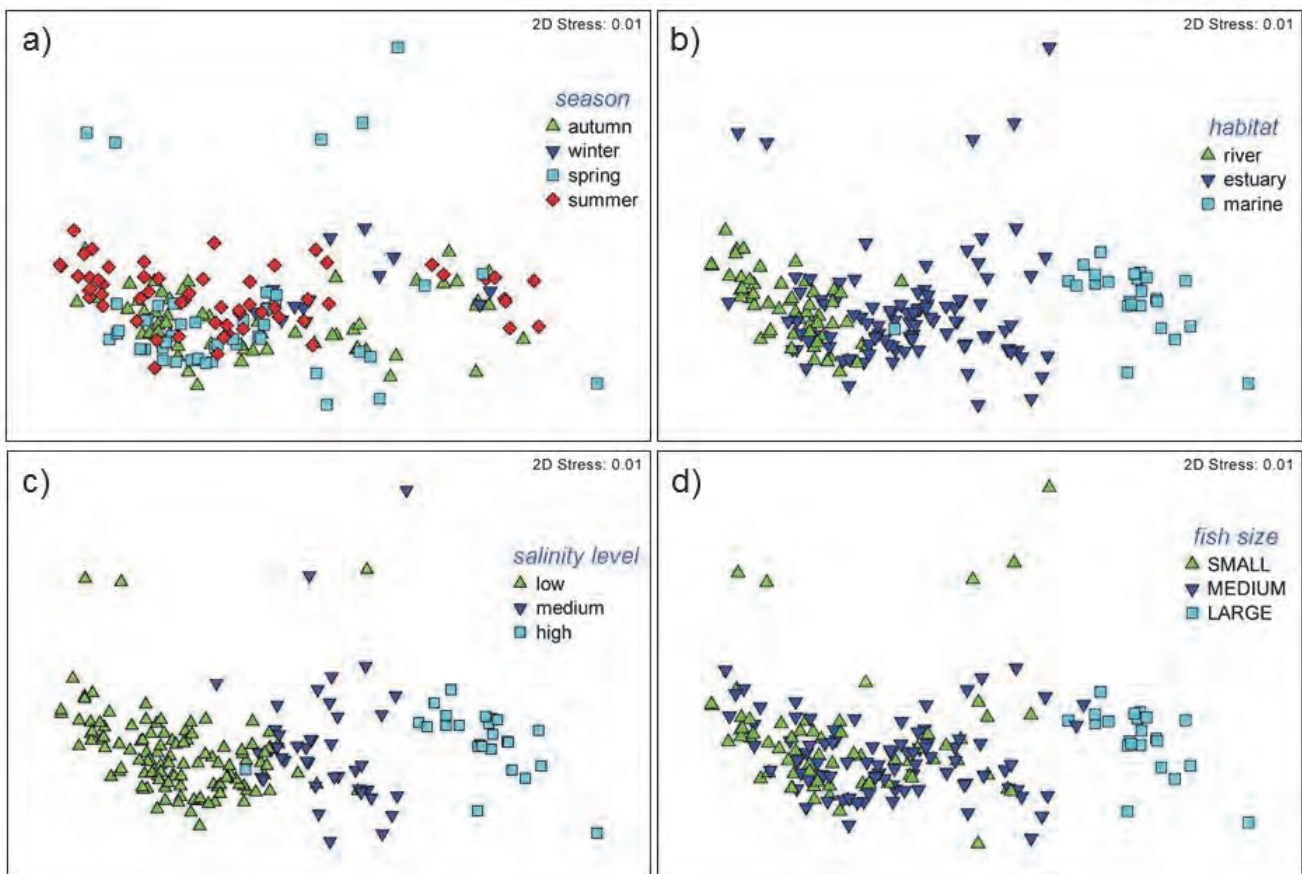 a)
2D Stress: 0.01
season
autumn
winter
spring
summer
b)
2D Stress: 0.01
habitat
river
estuary
marine
c)
2D Stress: 0.01
salinity level
low
medium
high
d)
2D Stress: 0.01
fish size
SMALL
MEDIUM
LARGE